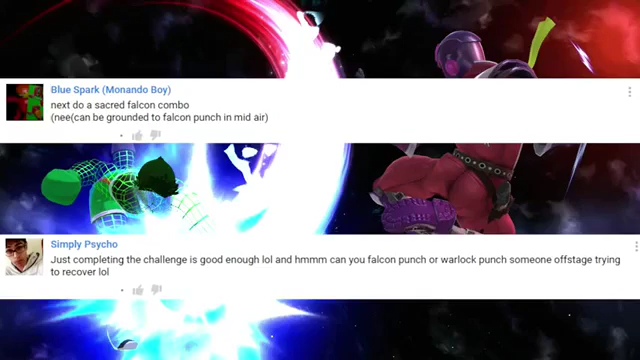 Blue Spark (Monando Boy)
next do a sacred falcon combo
(nee(can be grounded to falcon punch in mid air)
Simply Psycho
Just completing the challenge is good enough lol and hmmm can you falcon punch or warlock punch someone offstage trying
to recover lol